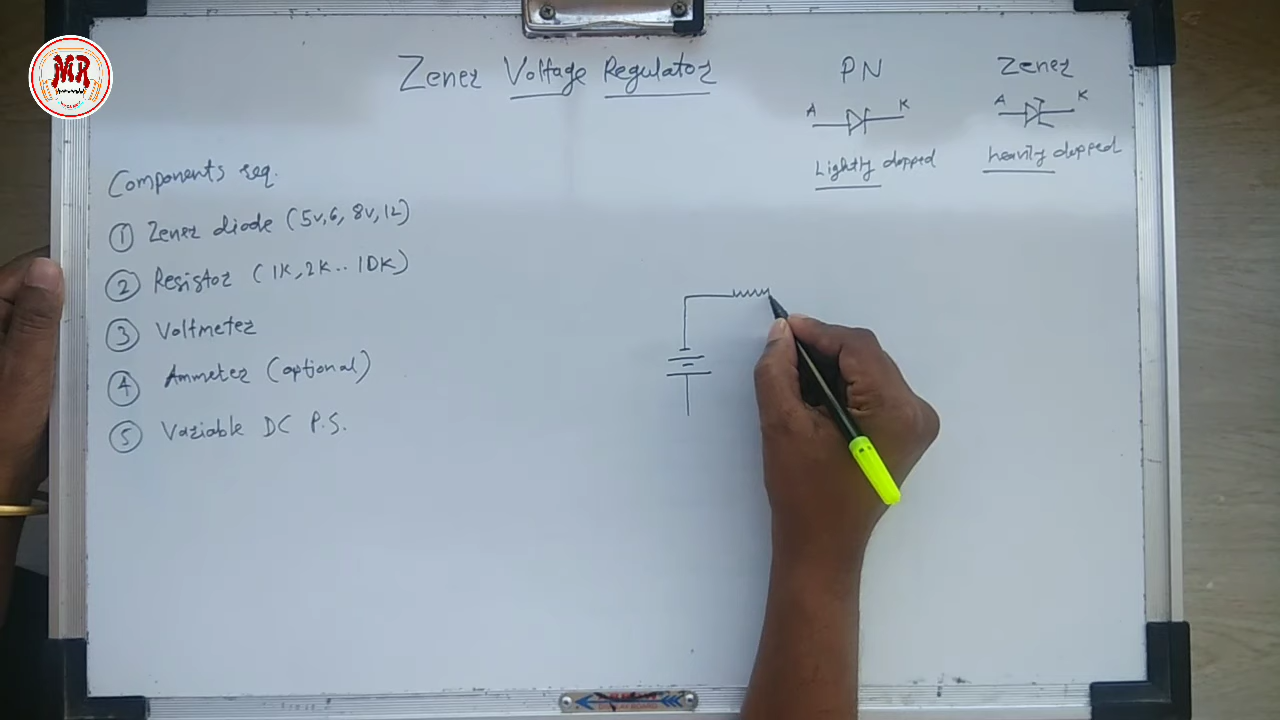 MR
Zener Voltage Regulator
PN
Zener
A K
A K
Lightly dopped
heavily dopped
Components req.
① Zener diode (5v, 6, 8v, 12)
② Resistor (1K, 2K.. 10K)
③ Voltmeter
④ Ammeter (optional)
⑤ Variable DC P.S.